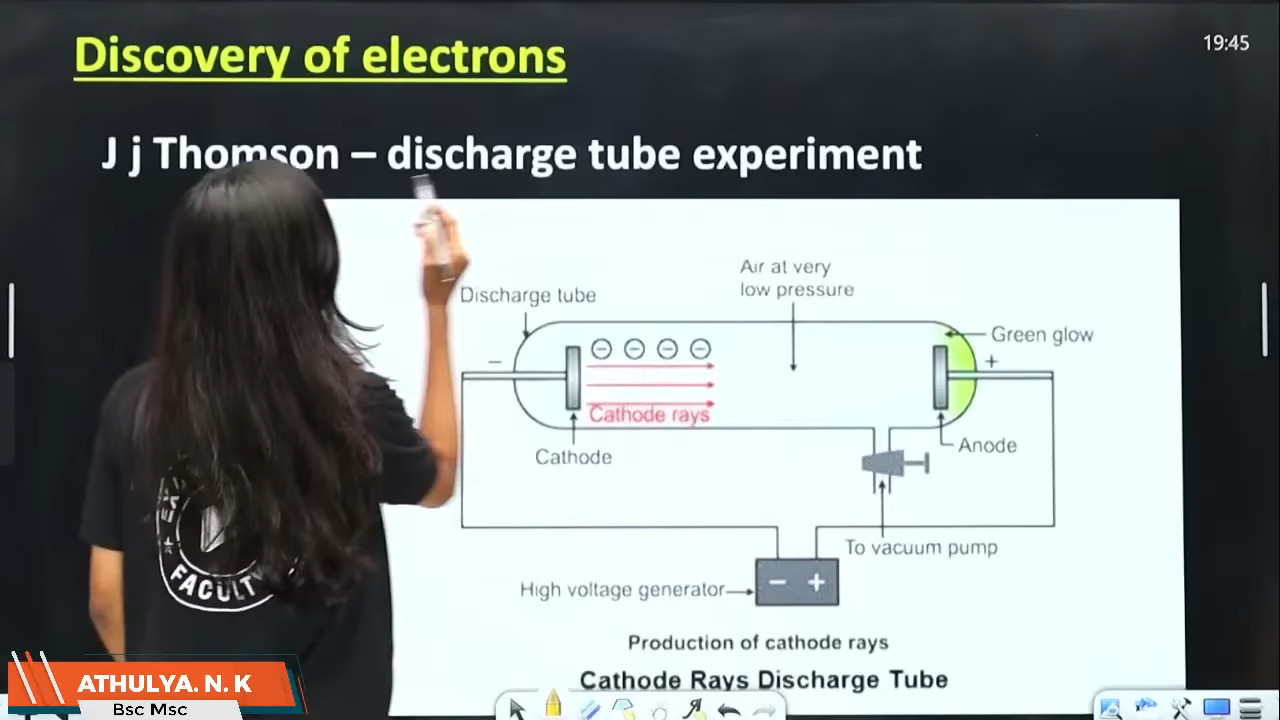 Discovery of electrons
19:45
J j Thomson – discharge tube experiment
Air at very
low pressure
Discharge tube
Green glow
−
+
Cathode rays
Cathode
Anode
To vacuum pump
High voltage generator
− +
Production of cathode rays
Cathode Rays Discharge Tube
FACULTY
ATHULYA. N. K
Bsc Msc